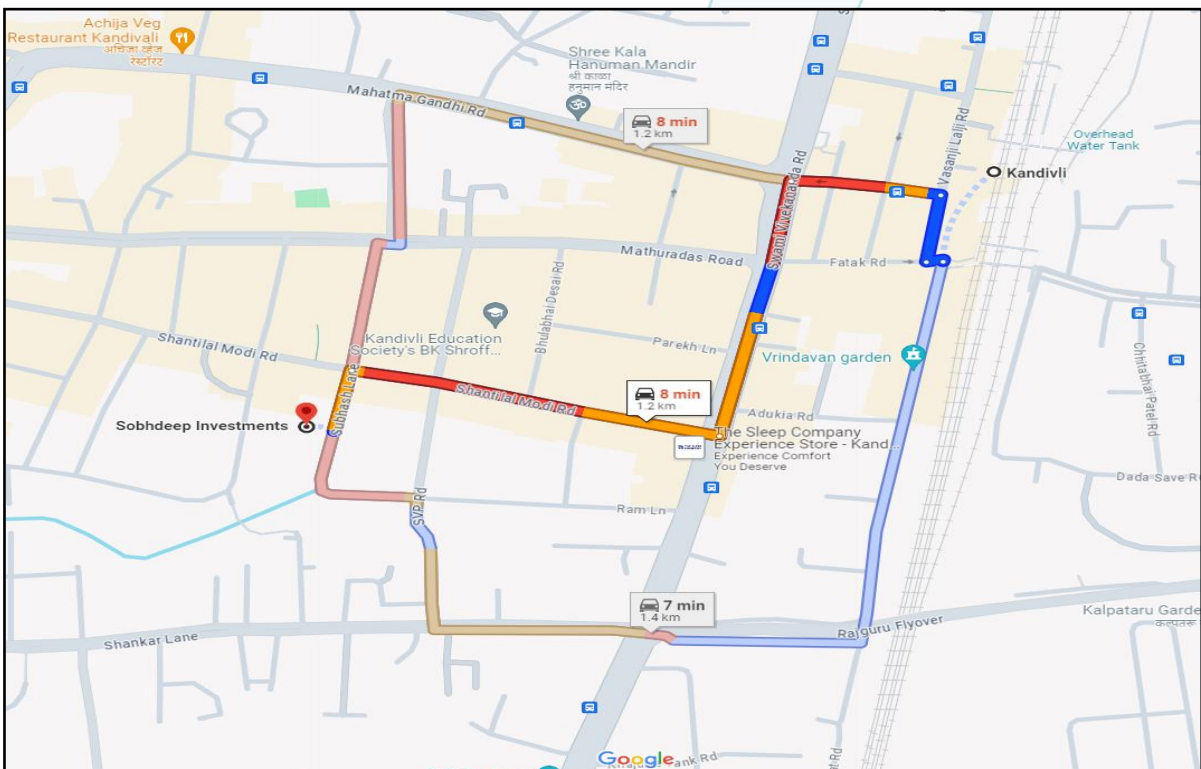 Achija Veg
Restaurant Kandivali
अचिजा व्हेज
रेस्टॉरंट
Mahatma Gandhi Rd
Shree Kala
Hanuman Mandir
श्री काळा
हनुमान मंदिर
8 min
1.2 km
Swami Vivekananda Rd
Vasanji Lalji Rd
Overhead
Water Tank
Kandivli
Mathuradas Road
Fatak Rd
Bhulabhai Desai Rd
Kandivli Education
Society's BK Shroff...
Parekh Ln
Vrindavan garden
Chhitabhai Patel Rd
Shantilal Modi Rd
Subhash Lane
Shantilal Modi Rd
8 min
1.2 km
Adukia Rd
Sobhdeep Investments
The Sleep Company
Experience Store - Kand...
Experience Comfort
You Deserve
Dada Save R
SVP Rd
Ram Ln
7 min
1.4 km
Shankar Lane
Rajguru Flyover
Kalpataru Garde
Google
Tank Rd